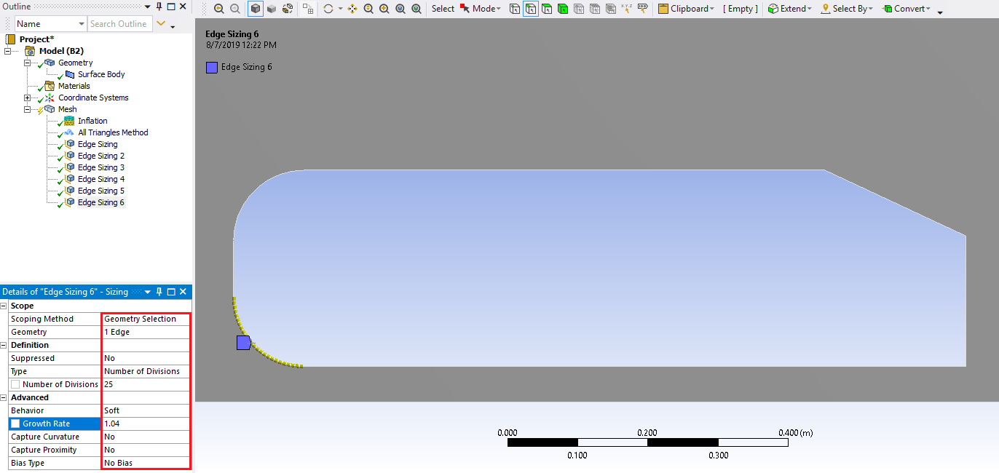 Outline
Name Search Outline
Project*
Model (B2)
Geometry
Surface Body
Materials
Coordinate Systems
Mesh
Inflation
All Triangles Method
Edge Sizing
Edge Sizing 2
Edge Sizing 3
Edge Sizing 4
Edge Sizing 5
Edge Sizing 6
Details of "Edge Sizing 6" - Sizing
Scope
Scoping Method Geometry Selection
Geometry 1 Edge
Definition
Suppressed No
Type Number of Divisions
Number of Divisions 25
Advanced
Behavior Soft
Growth Rate 1.04
Capture Curvature No
Capture Proximity No
Bias Type No Bias
Select Mode Clipboard [ Empty ] Extend Select By Convert
Edge Sizing 6
8/7/2019 12:22 PM
Edge Sizing 6
0.000 0.200 0.400 (m)
0.100 0.300